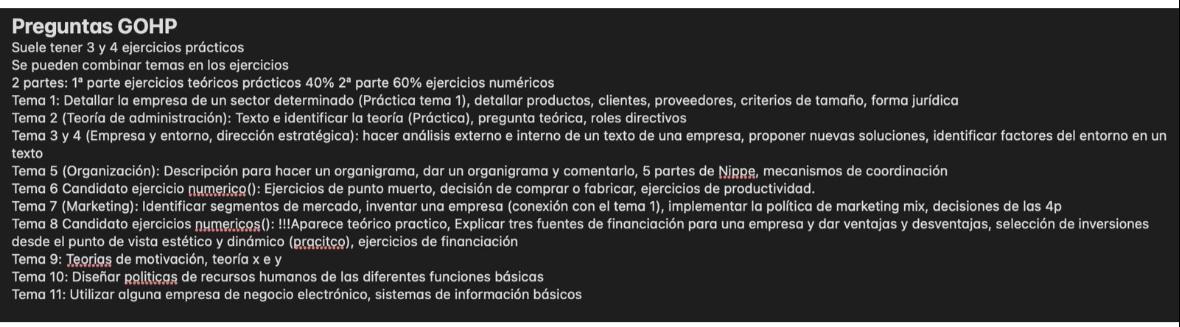 Preguntas GOHP
Suele tener 3 y 4 ejercicios prácticos
Se pueden combinar temas en los ejercicios
2 partes: 1ª parte ejercicios teóricos prácticos 40% 2ª parte 60% ejercicios numéricos
Tema 1: Detallar la empresa de un sector determinado (Práctica tema 1), detallar productos, clientes, proveedores, criterios de tamaño, forma jurídica
Tema 2 (Teoría de administración): Texto e identificar la teoría (Práctica), pregunta teórica, roles directivos
Tema 3 y 4 (Empresa y entorno, dirección estratégica): hacer análisis externo e interno de un texto de una empresa, proponer nuevas soluciones, identificar factores del entorno en un
texto
Tema 5 (Organización): Descripción para hacer un organigrama, dar un organigrama y comentarlo, 5 partes de Nippe, mecanismos de coordinación
Tema 6 Candidato ejercicio numerico(): Ejercicios de punto muerto, decisión de comprar o fabricar, ejercicios de productividad.
Tema 7 (Marketing): Identificar segmentos de mercado, inventar una empresa (conexión con el tema 1), implementar la política de marketing mix, decisiones de las 4p
Tema 8 Candidato ejercicios numericos(): !!!Aparece teórico practico, Explicar tres fuentes de financiación para una empresa y dar ventajas y desventajas, selección de inversiones
desde el punto de vista estético y dinámico (pracitco), ejercicios de financiación
Tema 9: Teorias de motivación, teoría x e y
Tema 10: Diseñar politicas de recursos humanos de las diferentes funciones básicas
Tema 11: Utilizar alguna empresa de negocio electrónico, sistemas de información básicos